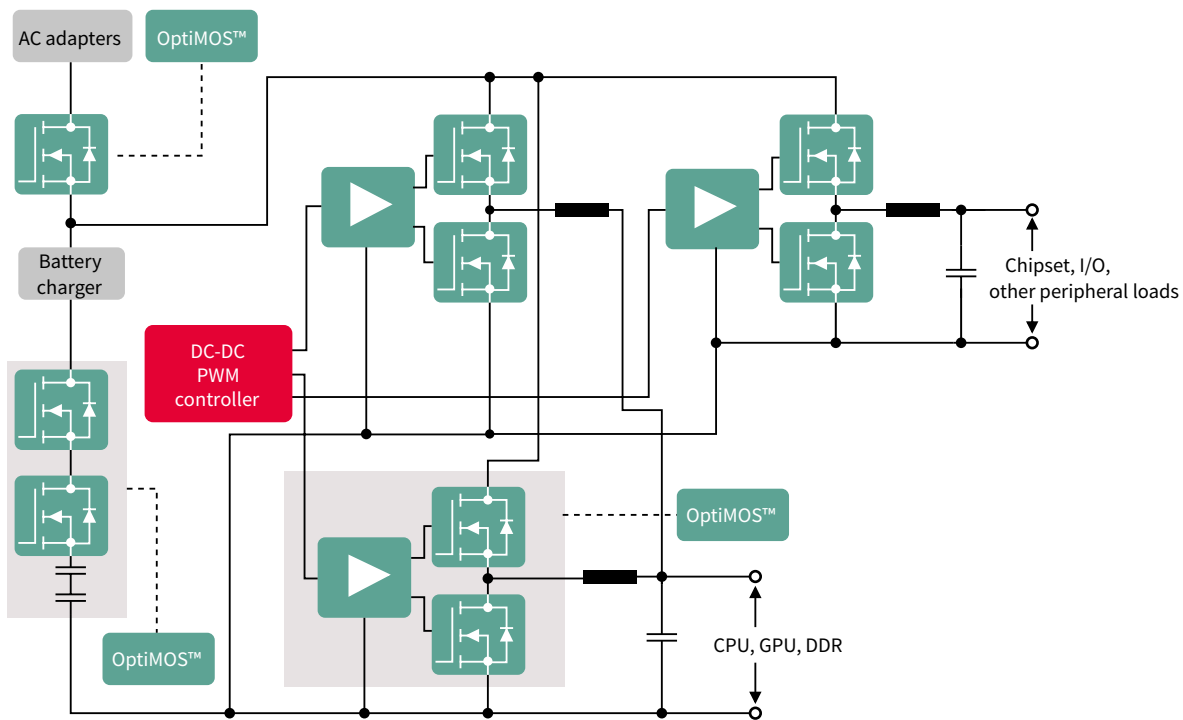 AC adapters
OptiMOS™
Battery
charger
Chipset, I/O,
other peripheral loads
DC-DC
PWM
controller
OptiMOS™
CPU, GPU, DDR
OptiMOS™